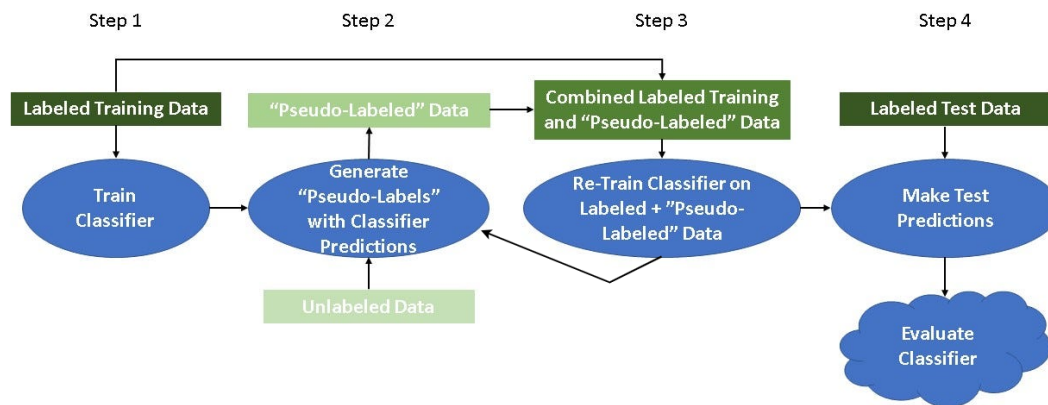 Step 1
Step 2
Step 3
Step 4
Labeled Training Data
“Pseudo-Labeled” Data
Combined Labeled Training
and “Pseudo-Labeled” Data
Labeled Test Data
Train
Classifier
Generate
“Pseudo-Labels”
with Classifier
Predictions
Re-Train Classifier on
Labeled + ”Pseudo-
Labeled” Data
Make Test
Predictions
Unlabeled Data
Evaluate
Classifier